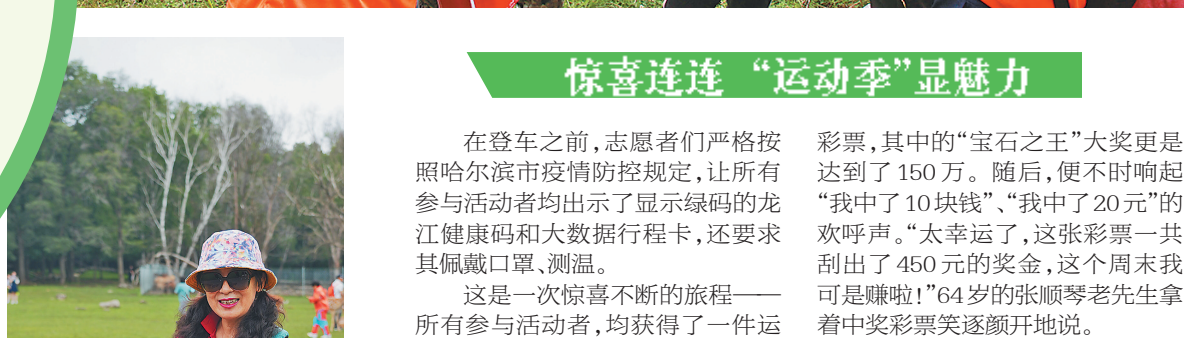 惊喜连连 “运动季”显魅力
在登车之前，志愿者们严格按
照哈尔滨市疫情防控规定，让所有
参与活动者均出示了显示绿码的龙
江健康码和大数据行程卡，还要求
其佩戴口罩、测温。
这是一次惊喜不断的旅程——
所有参与活动者，均获得了一件运
彩票，其中的“宝石之王”大奖更是
达到了150万。随后，便不时响起
“我中了10块钱”、“我中了20元”的
欢呼声。“太幸运了，这张彩票一共
刮出了450元的奖金，这个周末我
可是赚啦！”64岁的张顺琴老先生拿
着中奖彩票笑逐颜开地说。